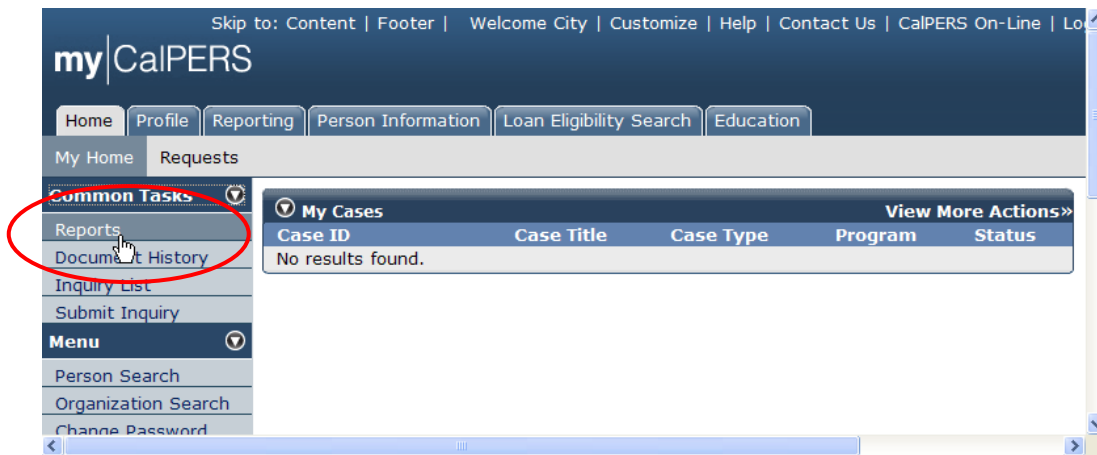 Skip to: Content | Footer | Welcome City | Customize | Help | Contact Us | CalPERS On-Line |
my|CalPERS
Home Profile Reporting Person Information Loan Eligibility Search Education
My Home Requests
Common Tasks
Reports
Document History
Inquiry List
Submit Inquiry
Menu
Person Search
Organization Search
Change Password
My Cases View More Actions»
Case ID Case Title Case Type Program Status
No results found.